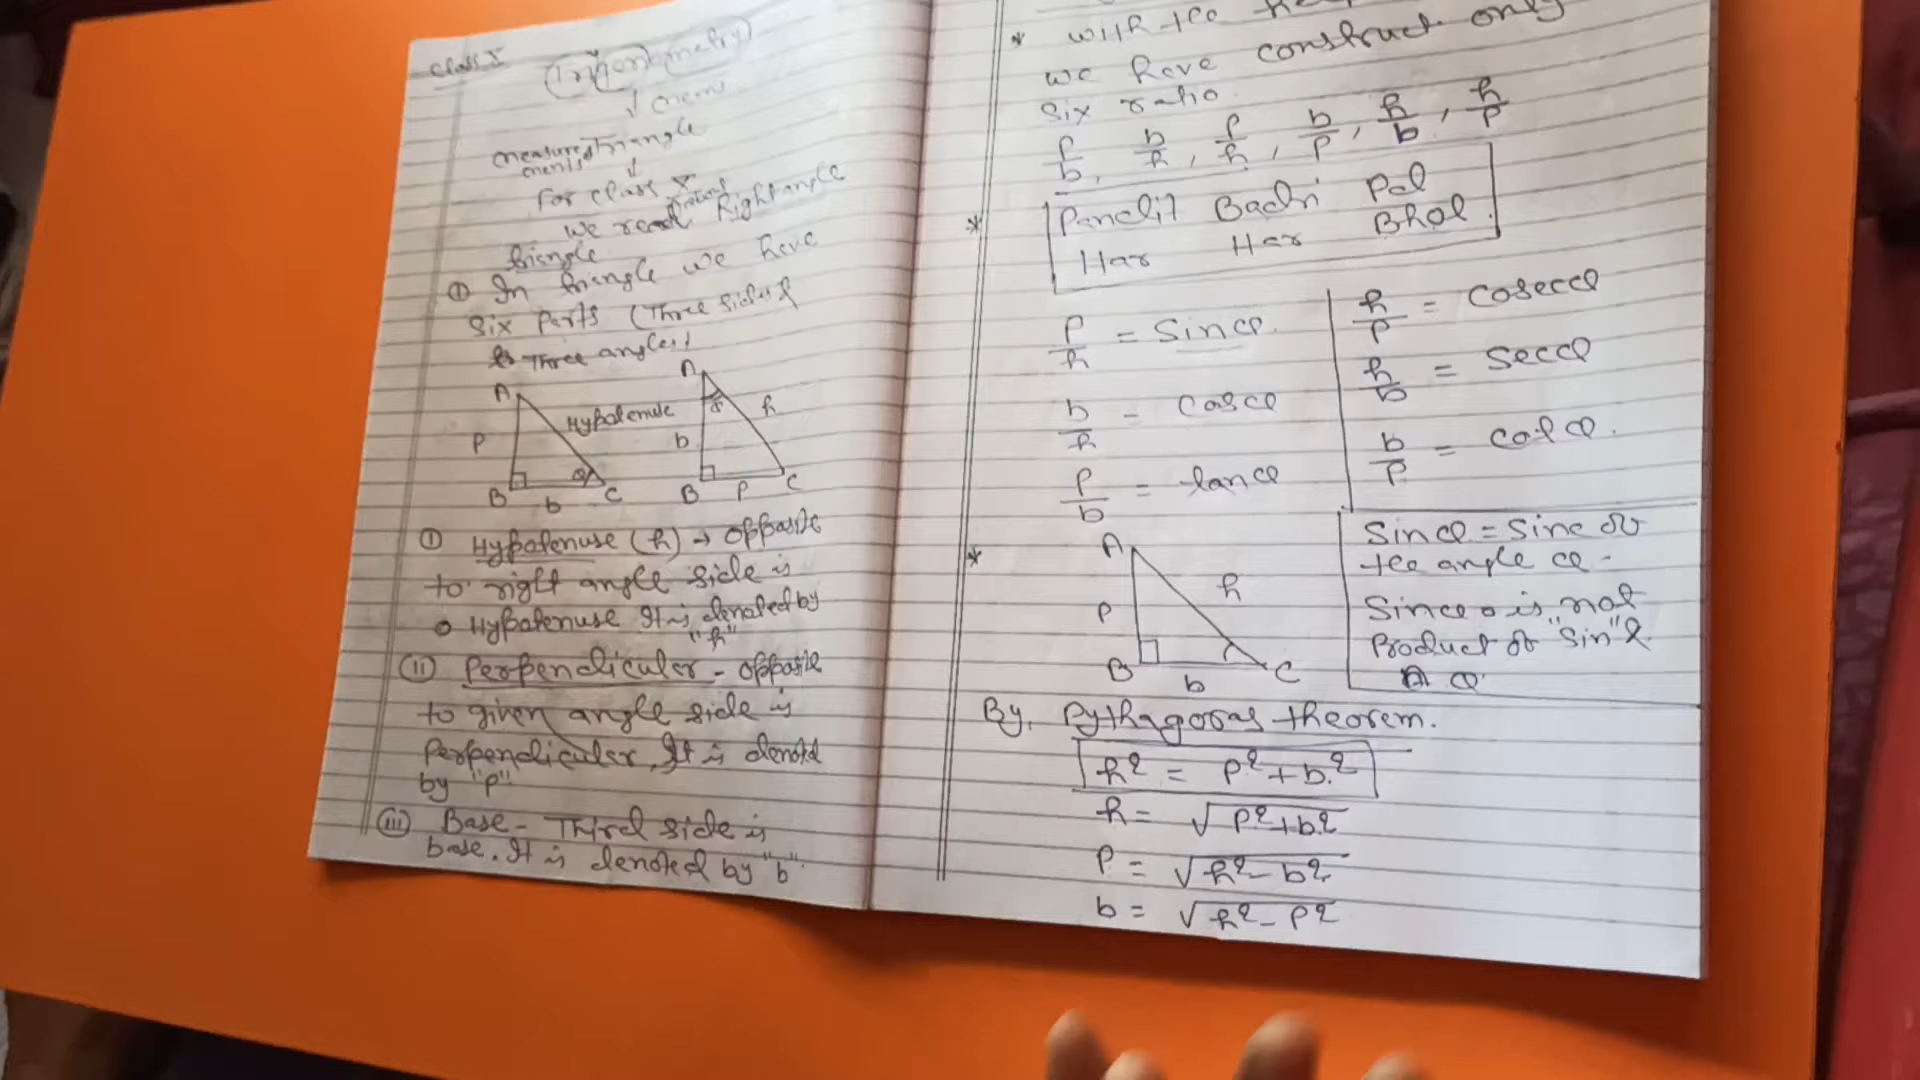 Class X
(Trigonometry)
↓ means
measurements Triangle
↓
For class X
we read Right angle
triangle
① In triangle we have
six parts (Three sides &
Three angles)
A
Hypotenuse
P
B
b
C
A
h
b
B
P
C
① Hypotenuse (h) → opposite
to right angle side is
Hypotenuse It is denoted by
"h"
(ii) Perpendicular - opposite
to given angle side is
Perpendicular. It is denoted
by "P"
(iii) Base - Third side is
base. It is denoted by "b"
* with the
we have construct only
six ratio.
P/b, b/h, P/h, b/P, h/b, h/P
* Pandit Badri Pal
Har Har Bhol.
P/h = Sinθ
b/h = Cosθ
P/b = tanθ
h/P = Cosecθ
h/b = Secθ
b/P = Cotθ.
* A
P
h
B
b
C
Sinθ = Sine of
the angle θ -
Sinθ is not
Product of "Sin" &
θ.
By, Pythagoras theorem.
h² = P² + b²
h = √P²+b²
P = √h²-b²
b = √h²-P²